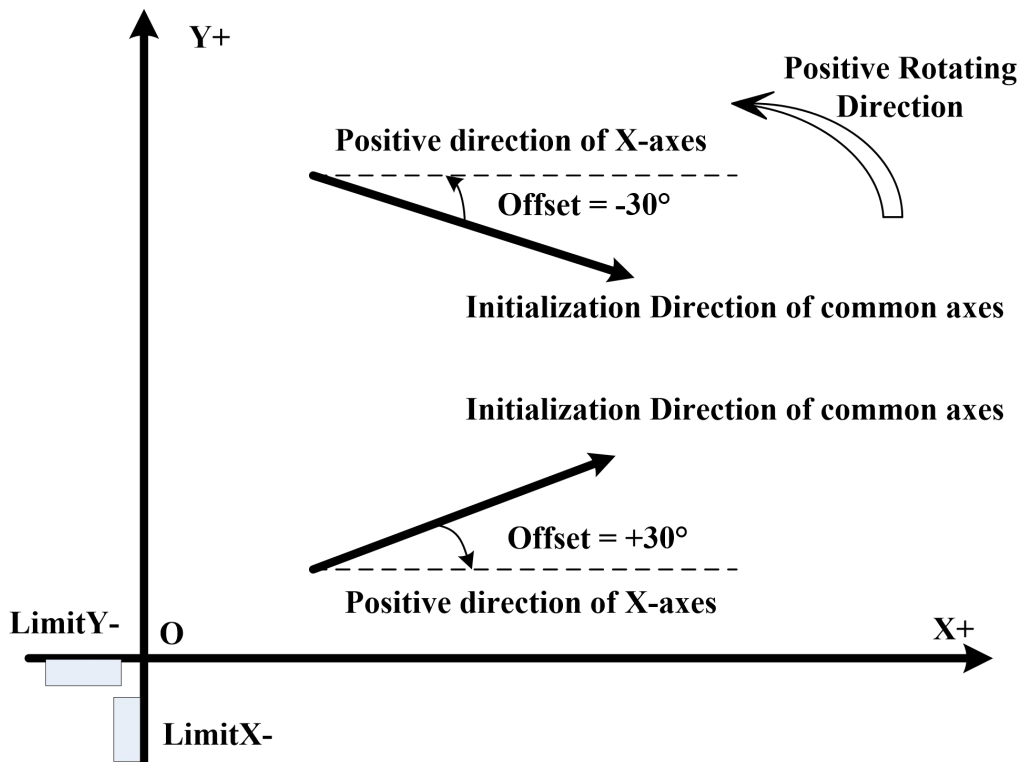 Y+
Positive Rotating
Direction
Positive direction of X-axes
Offset = -30°
Initialization Direction of common axes
Initialization Direction of common axes
Offset = +30°
Positive direction of X-axes
LimitY-
O
X+
LimitX-